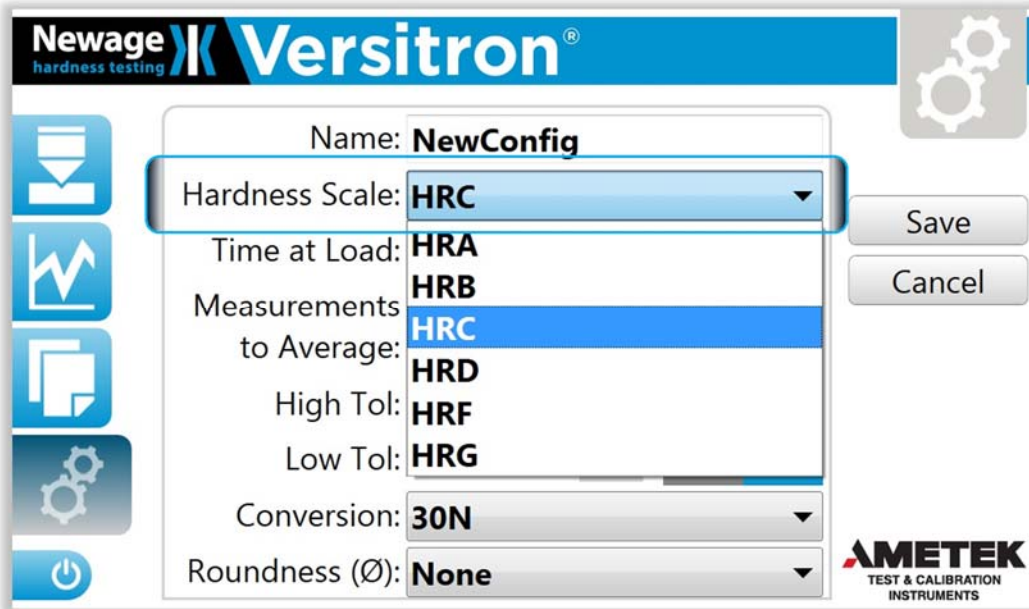 Newage
hardness testing
Versitron®
Name: NewConfig
Hardness Scale: HRC
Time at Load: HRA
HRB
Measurements
to Average:
HRC
HRD
High Tol: HRF
Low Tol: HRG
Conversion: 30N
Roundness (Ø): None
Save
Cancel
AMETEK
TEST & CALIBRATION
INSTRUMENTS